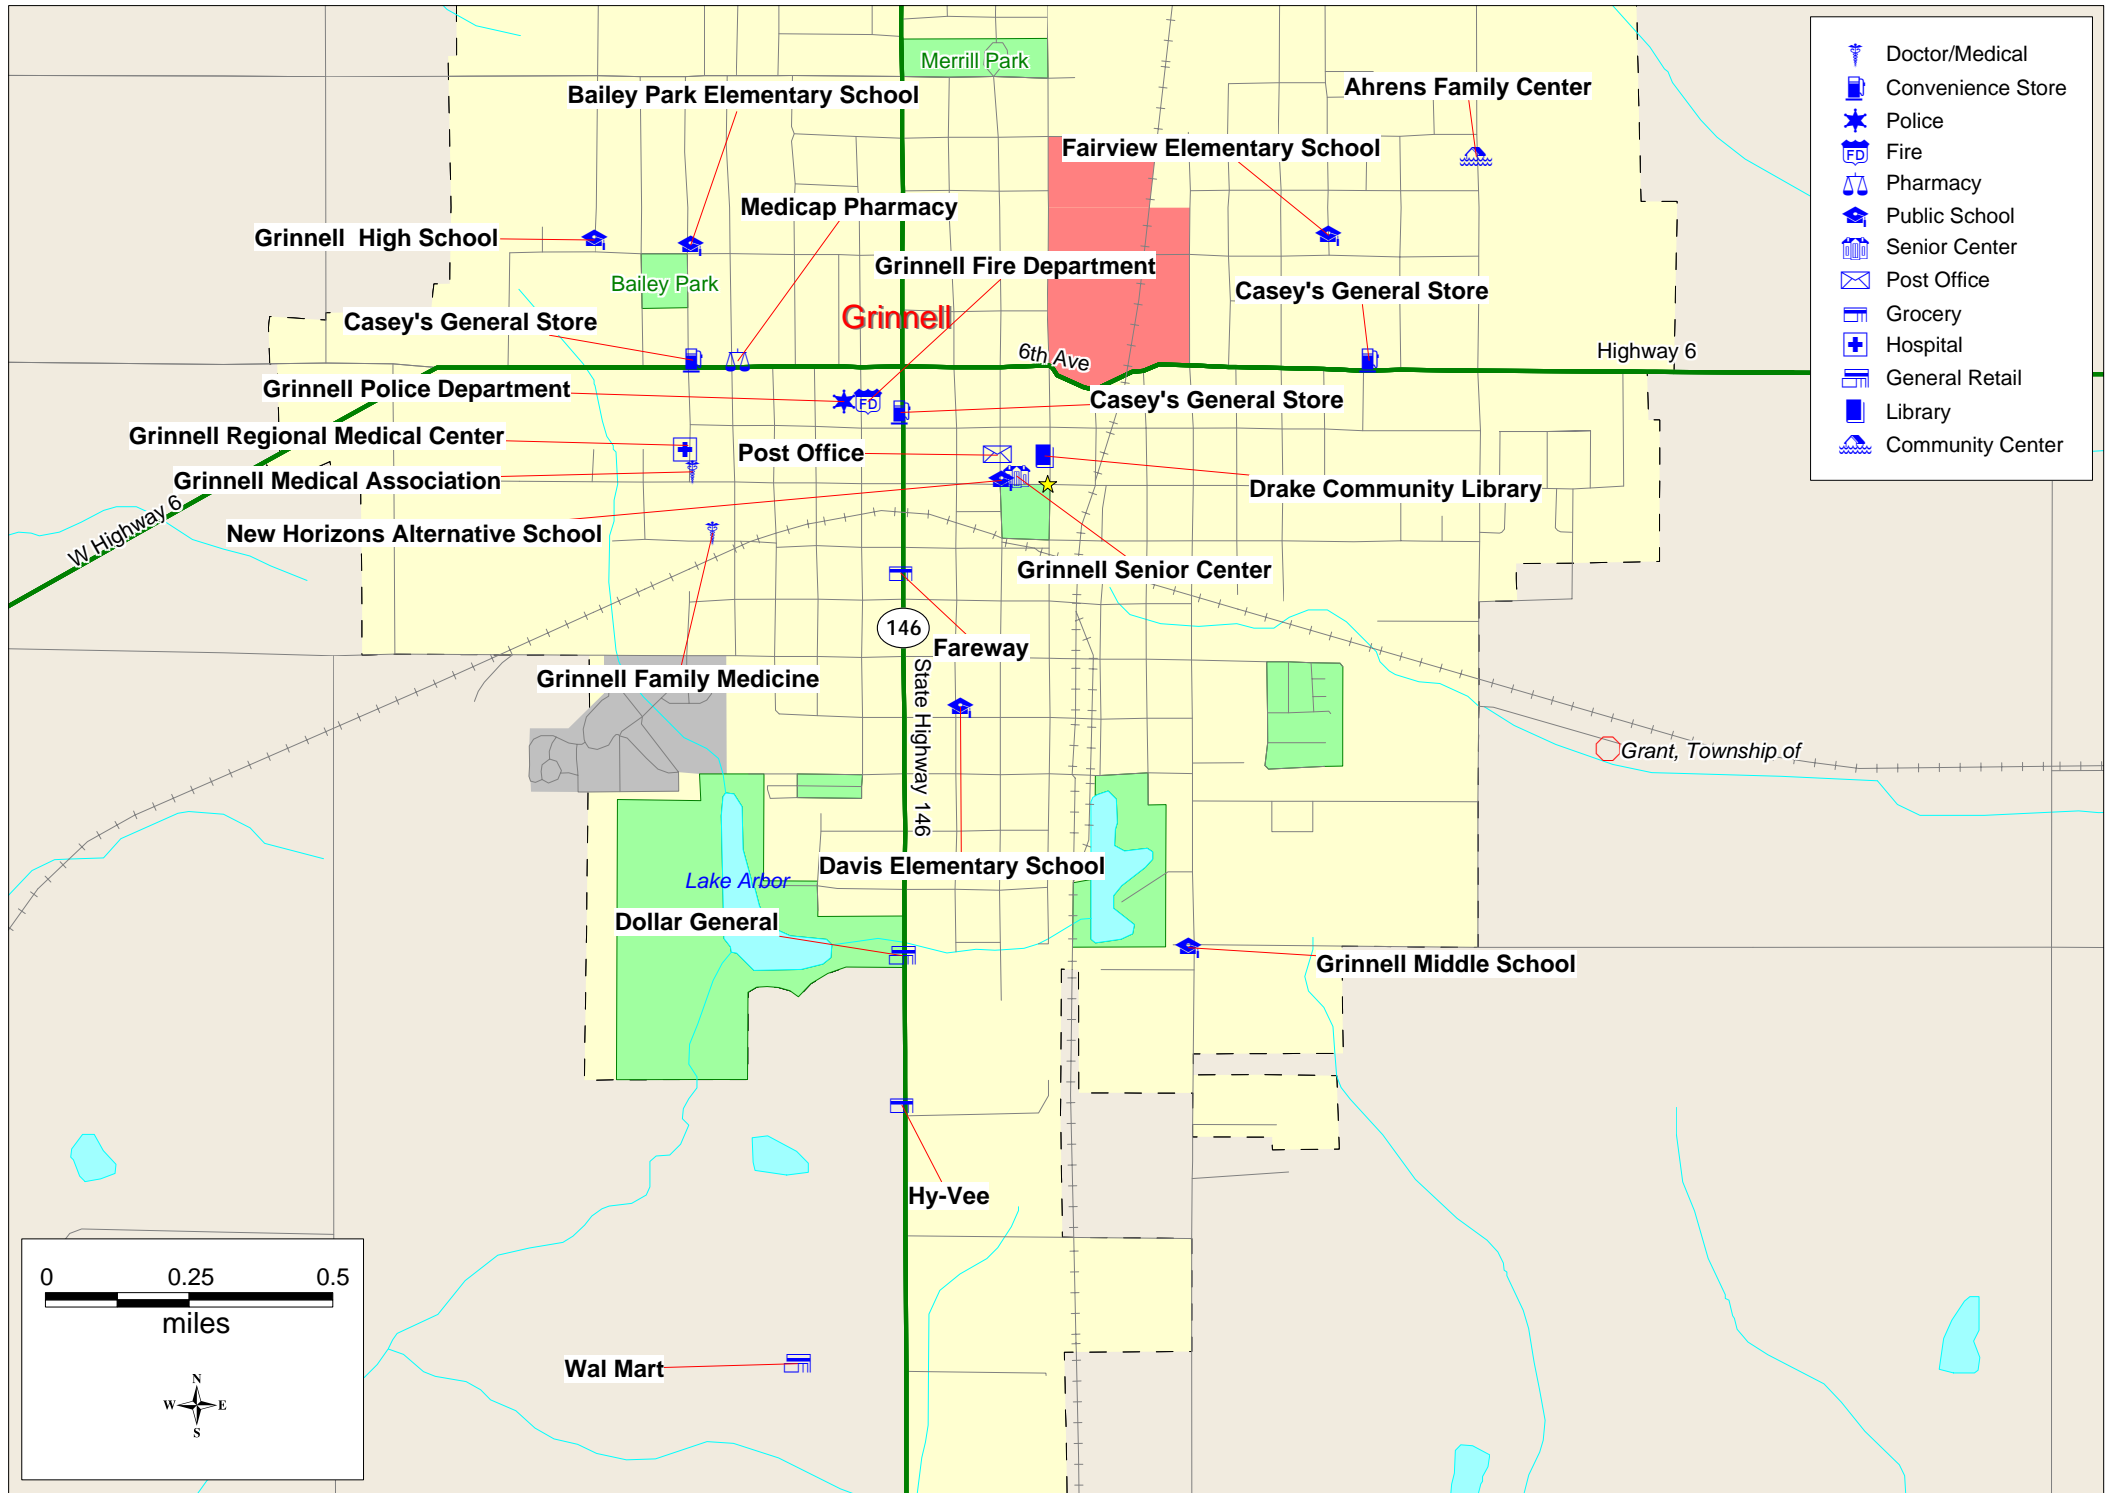 Merrill Park
Doctor/Medical
Convenience Store
Police
FD
Fire
Pharmacy
Public School
Senior Center
Post Office
Grocery
Hospital
General Retail
Library
Community Center
Bailey Park Elementary School
Ahrens Family Center
Fairview Elementary School
Medicap Pharmacy
Grinnell  High School
Grinnell Fire Department
Bailey Park
Casey's General Store
Grinnell
Casey's General Store
6th Ave
Highway 6
Grinnell Police Department
FD
Casey's General Store
Grinnell Regional Medical Center
Post Office
Grinnell Medical Association
Drake Community Library
W Highway 6
New Horizons Alternative School
Grinnell Senior Center
146
Fareway
Grinnell Family Medicine
State Highway 146
Grant, Township of
Davis Elementary School
Lake Arbor
Dollar General
Grinnell Middle School
Hy-Vee
0 0.25 0.5
miles
Wal Mart
N
W E
S